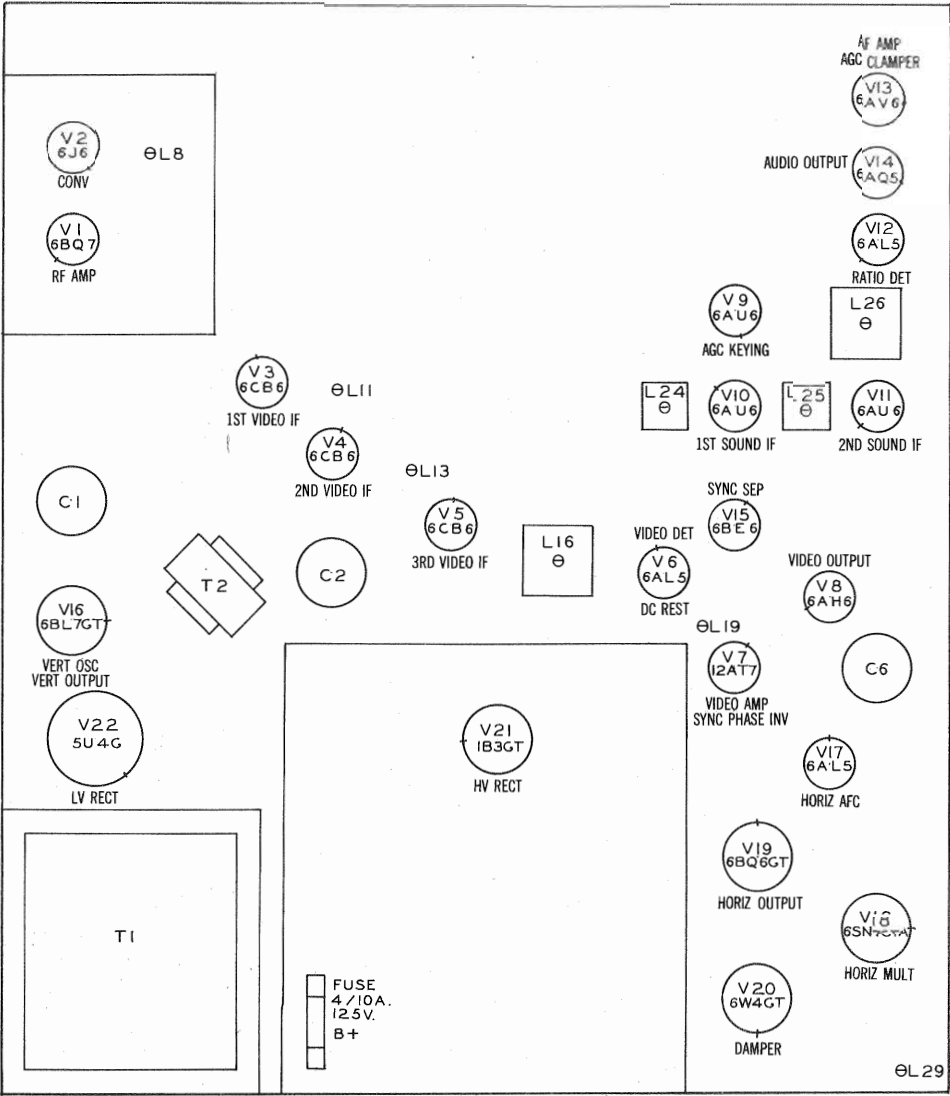 AF AMP
AGC CLAMPER
V13
6AV6
V2
6J6
CONV
ΘL8
AUDIO OUTPUT
V14
6AQ5
V1
6BQ7
RF AMP
V12
6AL5
RATIO DET
V9
6AU6
AGC KEYING
L26
Θ
V3
6CB6
1ST VIDEO IF
ΘL11
L24
Θ
V10
6AU6
1ST SOUND IF
L25
Θ
V11
6AU6
2ND SOUND IF
V4
6CB6
2ND VIDEO IF
ΘL13
C1
V5
6CB6
3RD VIDEO IF
SYNC SEP
V15
6BE6
L16
Θ
VIDEO DET
V6
6AL5
DC REST
VIDEO OUTPUT
V8
6AH6
T2
C2
V16
6BL7GT
VERT OSC
VERT OUTPUT
ΘL19
V7
12AT7
VIDEO AMP
SYNC PHASE INV
C6
V22
5U4G
LV RECT
V21
1B3GT
HV RECT
V17
6AL5
HORIZ AFC
V19
6BQ6GT
HORIZ OUTPUT
T1
V18
HORIZ MULT
FUSE
4/10A.
125V.
B+
V20
6W4GT
DAMPER
ΘL29